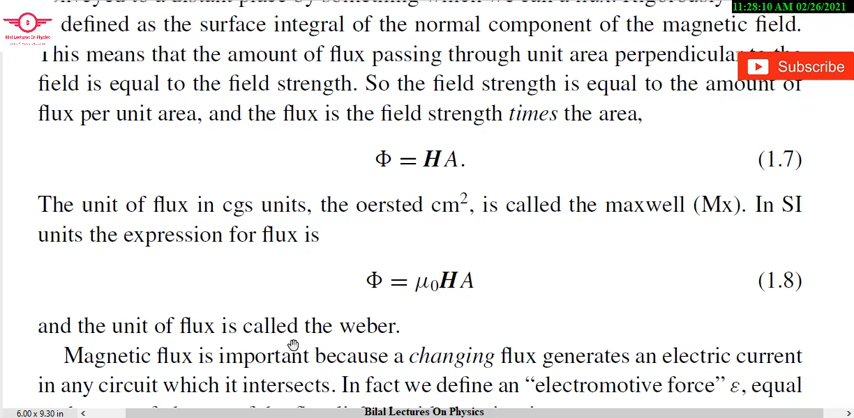 11:28:10 AM 02/26/2021
Bilal Lectures On Physics
defined as the surface integral of the normal component of the magnetic field.
This means that the amount of flux passing through unit area perpendicular to the
Subscribe
field is equal to the field strength. So the field strength is equal to the amount of
flux per unit area, and the flux is the field strength times the area,
Φ = HA. (1.7)
The unit of flux in cgs units, the oersted cm², is called the maxwell (Mx). In SI
units the expression for flux is
Φ = μ₀HA (1.8)
and the unit of flux is called the weber.
Magnetic flux is important because a changing flux generates an electric current
in any circuit which it intersects. In fact we define an “electromotive force” ε, equal
6.00 x 9.30 in
Bilal Lectures On Physics